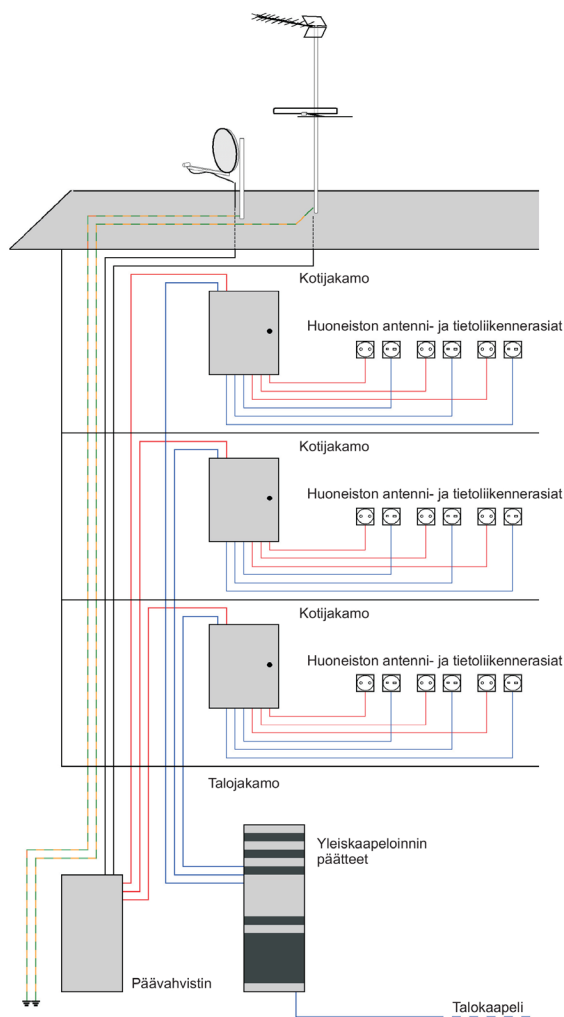 Kotijakamo
Huoneiston antenni- ja tietoliikennerasiat
Kotijakamo
Huoneiston antenni- ja tietoliikennerasiat
Kotijakamo
Huoneiston antenni- ja tietoliikennerasiat
Talojakamo
Yleiskaapeloinnin
päätteet
Päävahvistin
Talokaapeli